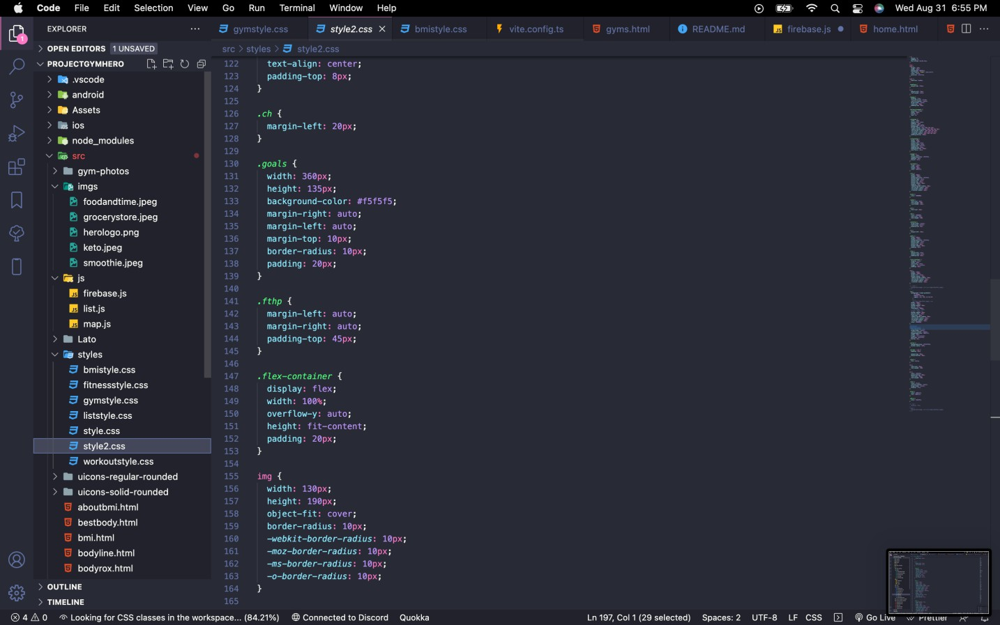 Code File Edit Selection View Go Run Terminal Window Help Wed Aug 31 6:55 PM
EXPLORER
gymstyle.css style2.css bmistyle.css vite.config.ts gyms.html README.md firebase.js home.html
OPEN EDITORS 1 UNSAVED
src > styles > style2.css
PROJECTGYMHERO
1
.vscode
android
Assets
ios
node_modules
src
gym-photos
imgs
foodandtime.jpeg
grocerystore.jpeg
herologo.png
keto.jpeg
smoothie.jpeg
js
firebase.js
list.js
map.js
Lato
styles
bmistyle.css
fitnessstyle.css
gymstyle.css
liststyle.css
style.css
style2.css
workoutstyle.css
uicons-regular-rounded
uicons-solid-rounded
aboutbmi.html
bestbody.html
bmi.html
bodyline.html
bodyrox.html
OUTLINE
TIMELINE
122 text-align: center;
123 padding-top: 8px;
124 }
125
126 .ch {
127 margin-left: 20px;
128 }
129
130 .goals {
131 width: 360px;
132 height: 135px;
133 background-color: #f5f5f5;
134 margin-right: auto;
135 margin-left: auto;
136 margin-top: 10px;
137 border-radius: 10px;
138 padding: 20px;
139 }
140
141 .fthp {
142 margin-left: auto;
143 margin-right: auto;
144 padding-top: 45px;
145 }
146
147 .flex-container {
148 display: flex;
149 width: 100%;
150 overflow-y: auto;
151 height: fit-content;
152 padding: 20px;
153 }
154
155 img {
156 width: 130px;
157 height: 190px;
158 object-fit: cover;
159 border-radius: 10px;
160 -webkit-border-radius: 10px;
161 -moz-border-radius: 10px;
162 -ms-border-radius: 10px;
163 -o-border-radius: 10px;
164 }
165
4 0 Looking for CSS classes in the workspace... (84.21%) Connected to Discord Quokka Ln 197, Col 1 (29 selected) Spaces: 2 UTF-8 LF CSS Go Live Prettier